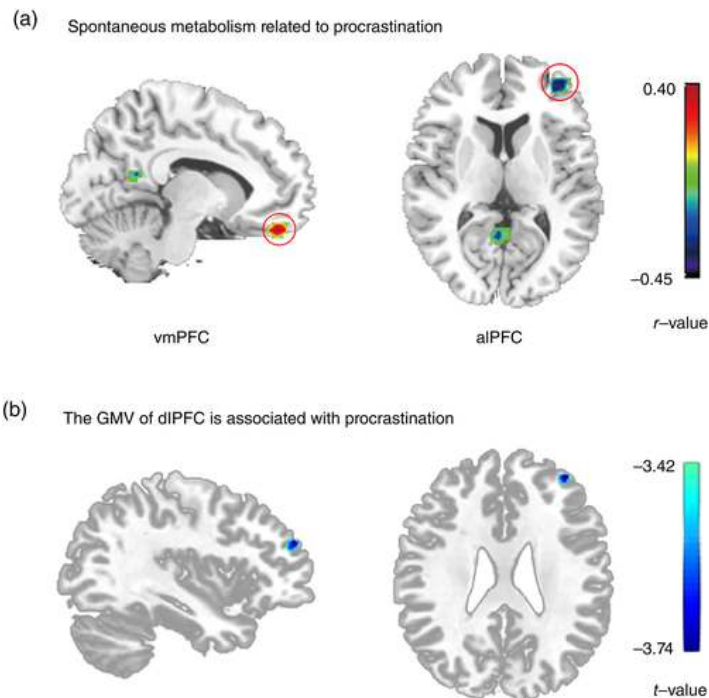 (a)
Spontaneous metabolism related to procrastination
0.40
−0.45
r−value
vmPFC
alPFC
(b)
The GMV of dlPFC is associated with procrastination
−3.42
−3.74
t−value